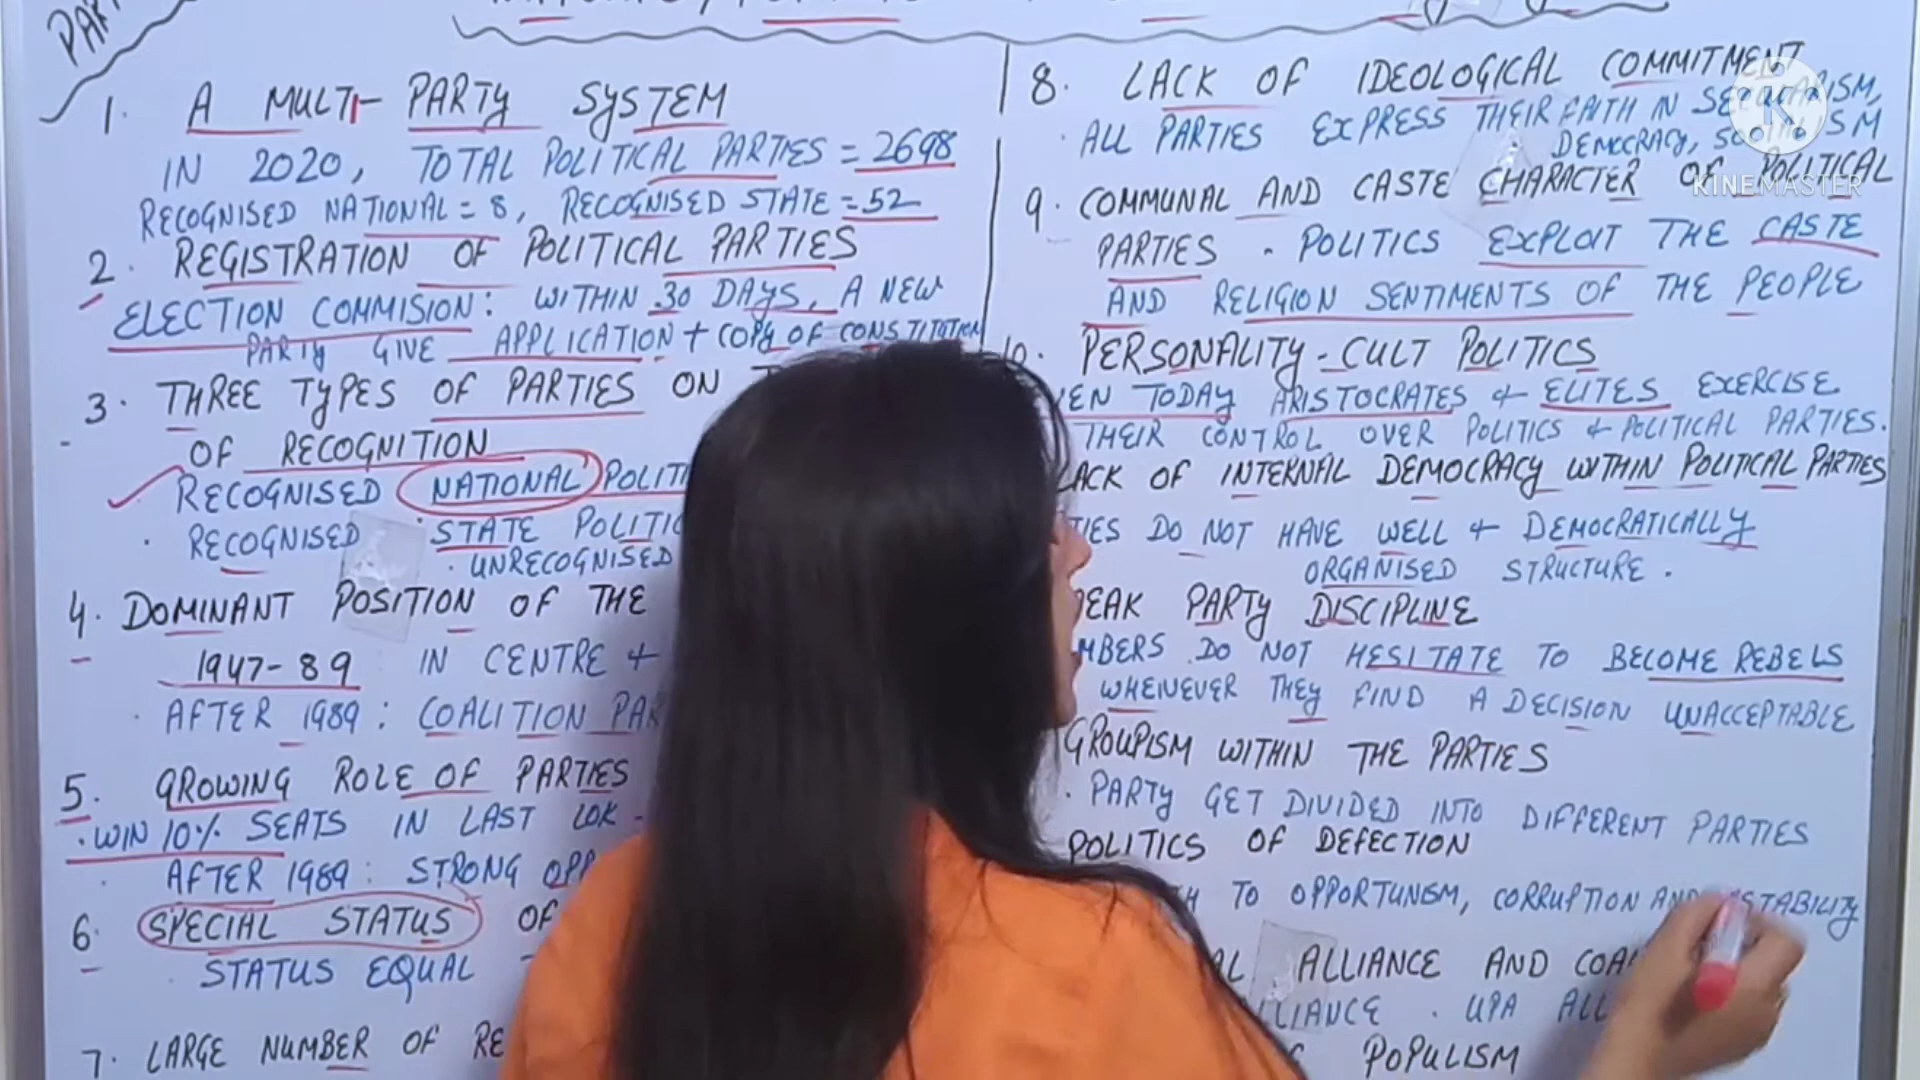 PAR
1. A MULTI-PARTY SYSTEM
IN 2020, TOTAL POLITICAL PARTIES = 2698
RECOGNISED NATIONAL = 8, RECOGNISED STATE = 52
2. REGISTRATION OF POLITICAL PARTIES
ELECTION COMMISION: WITHIN 30 DAYS, A NEW
PARTY GIVE APPLICATION + COPY OF CONSTITUTION
3. THREE TYPES OF PARTIES ON
OF RECOGNITION
RECOGNISED NATIONAL POLITI
· RECOGNISED STATE POLITIC
· UNRECOGNISED
4. DOMINANT POSITION OF THE
1947-89 IN CENTRE &
· AFTER 1989: COALITION PAR
5. GROWING ROLE OF PARTIES
· WIN 10% SEATS IN LAST LOK
· AFTER 1989: STRONG OPP
6. SPECIAL STATUS OF
· STATUS EQUAL
7. LARGE NUMBER OF RE
8. LACK OF IDEOLOGICAL COMMITMENT
· ALL PARTIES EXPRESS THEIR FAITH IN SECULARISM,
DEMOCRACY, SOCIALISM
9. COMMUNAL AND CASTE CHARACTER OF POLITICAL
PARTIES · POLITICS EXPLOIT THE CASTE
AND RELIGION SENTIMENTS OF THE PEOPLE
10. PERSONALITY-CULT POLITICS
EN TODAY ARISTOCRATES & ELITES EXERCISE
THEIR CONTROL OVER POLITICS & POLITICAL PARTIES.
LACK OF INTERNAL DEMOCRACY WITHIN POLITICAL PARTIES
TIES DO NOT HAVE WELL & DEMOCRATICALLY
ORGANISED STRUCTURE.
EAK PARTY DISCIPLINE
MBERS DO NOT HESITATE TO BECOME REBELS
WHENEVER THEY FIND A DECISION UNACCEPTABLE
GROUPISM WITHIN THE PARTIES
· PARTY GET DIVIDED INTO DIFFERENT PARTIES
POLITICS OF DEFECTION
TH TO OPPORTUNISM, CORRUPTION AND STABILITY
AL ALLIANCE AND COAL
LLIANCE · UPA ALL
POPULISM
K
KINEMASTER